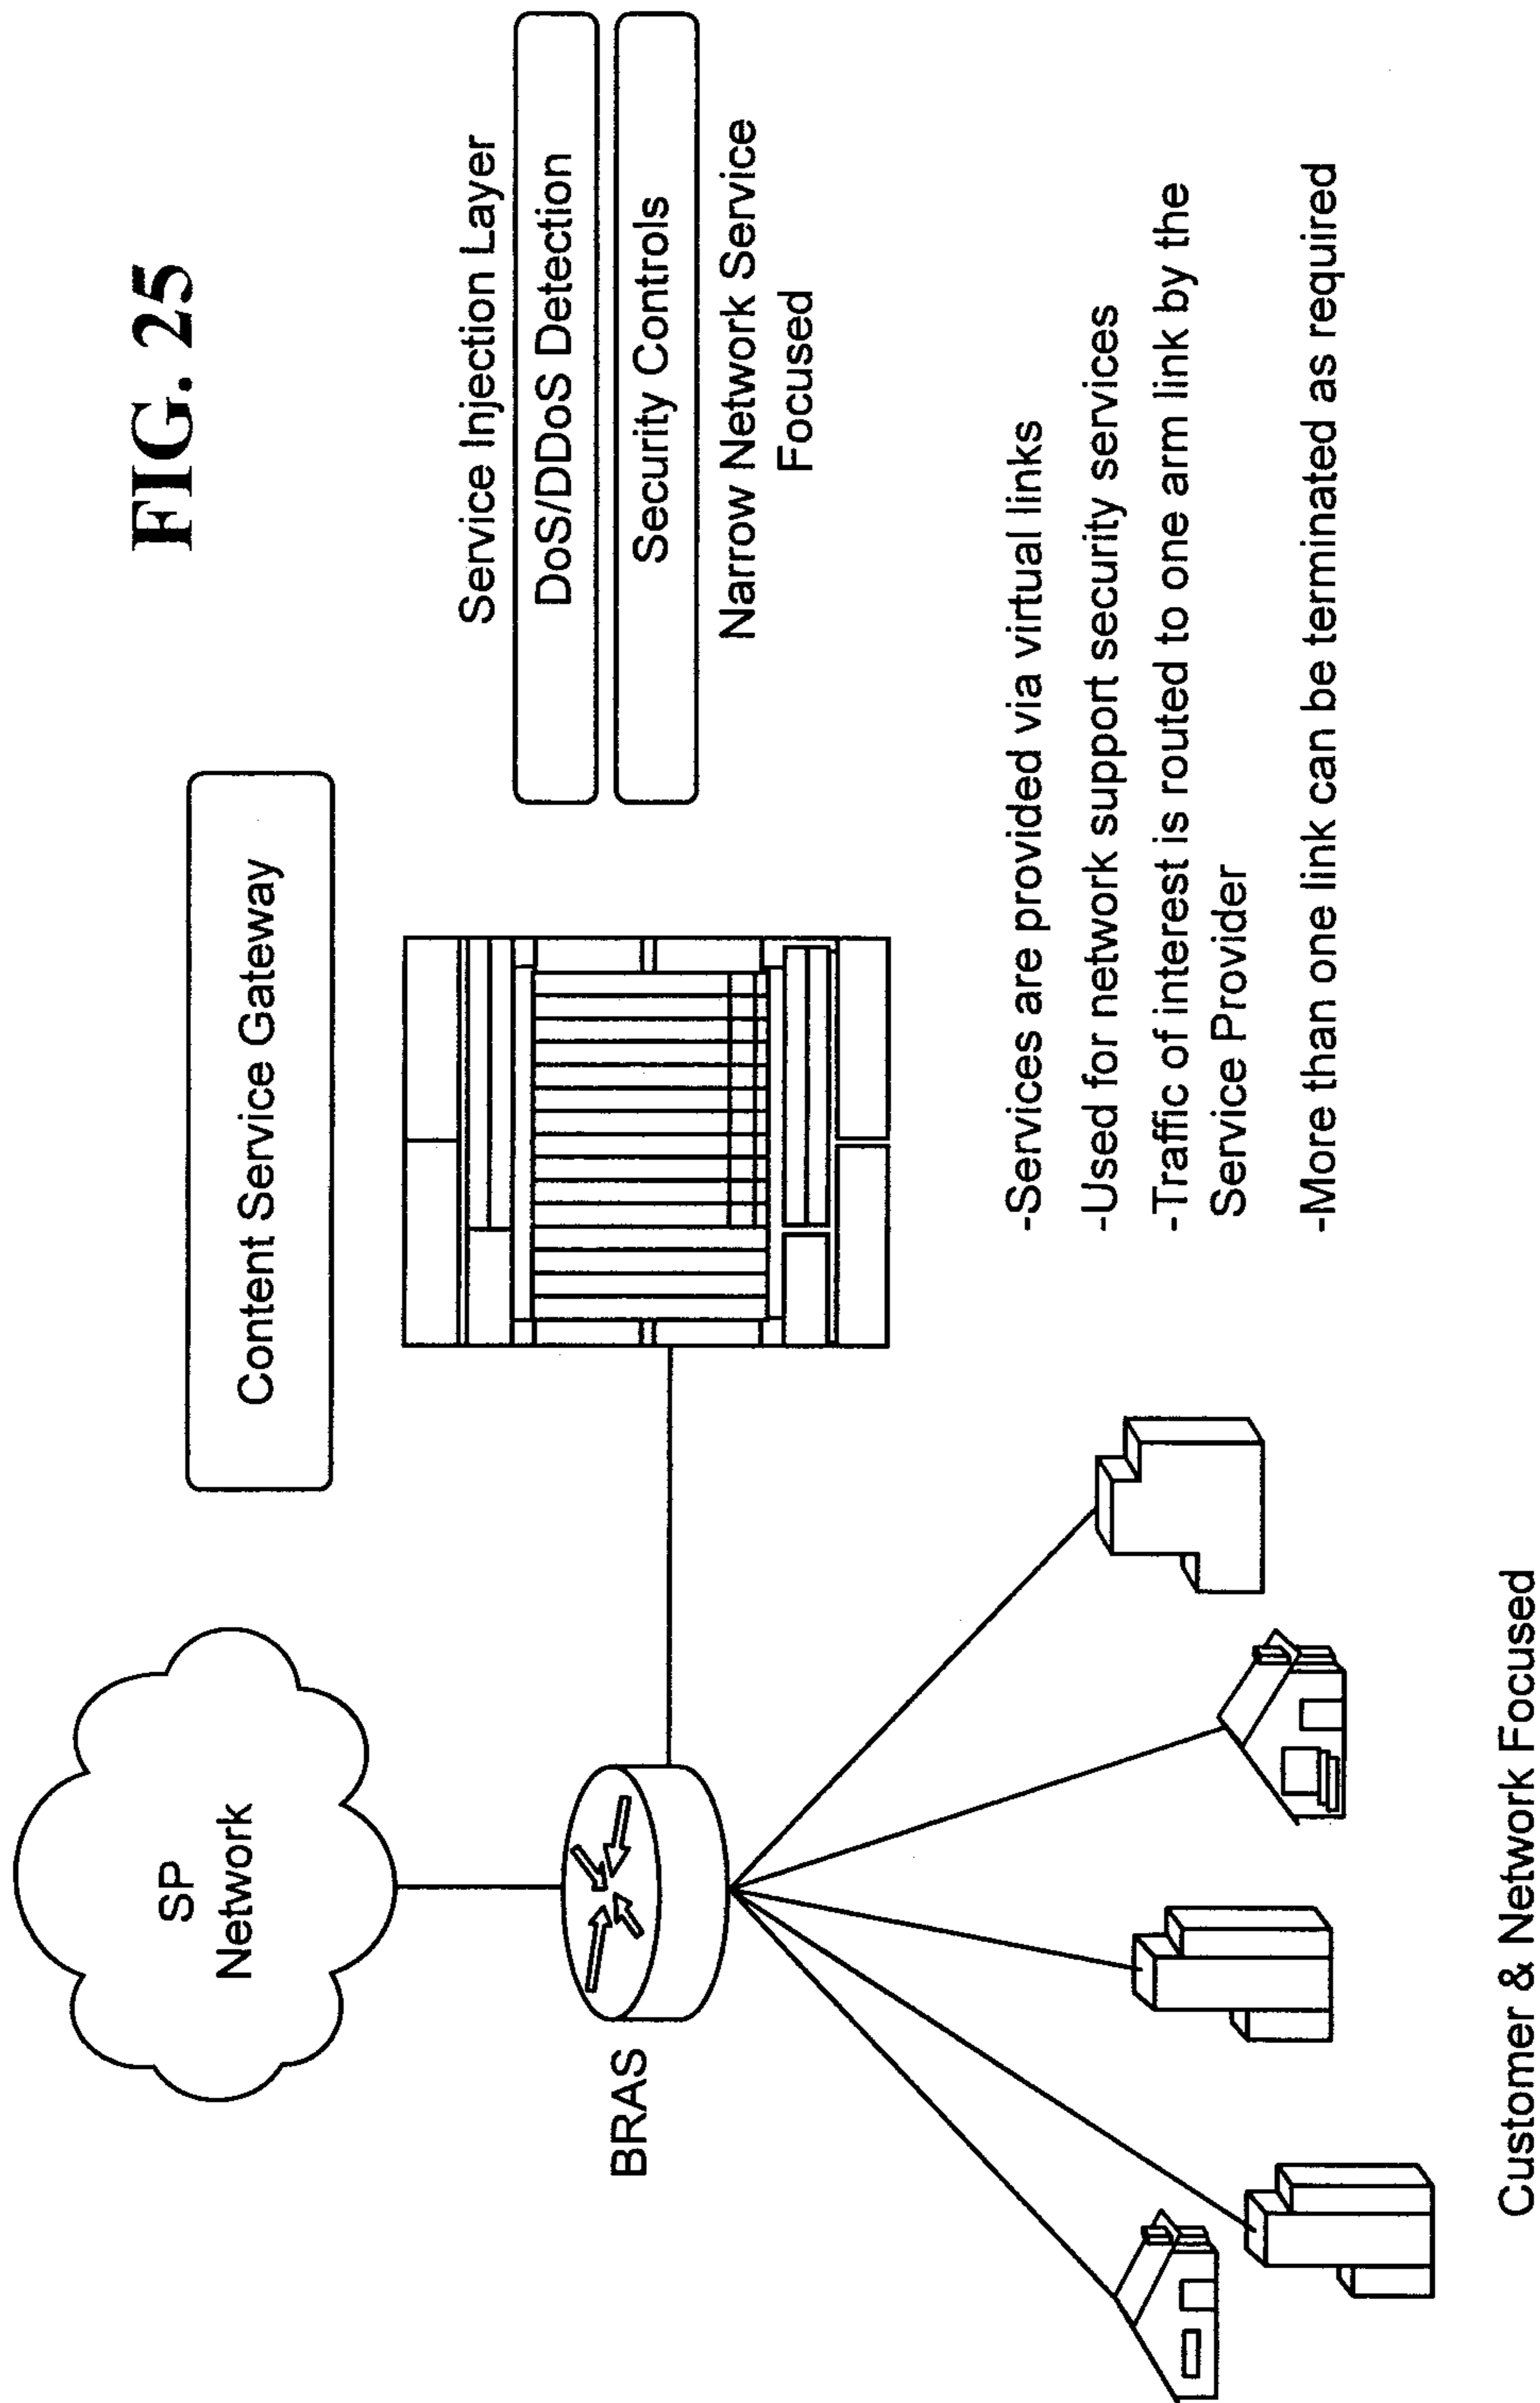 FIG. 25
Content Service Gateway
SP
Network
BRAS
Service Injection Layer
DoS/DDoS Detection
Security Controls
Narrow Network Service
Focused
-Services are provided via virtual links
-Used for network support security services
-Traffic of interest is routed to one arm link by the
Service Provider
-More than one link can be terminated as required
Customer & Network Focused